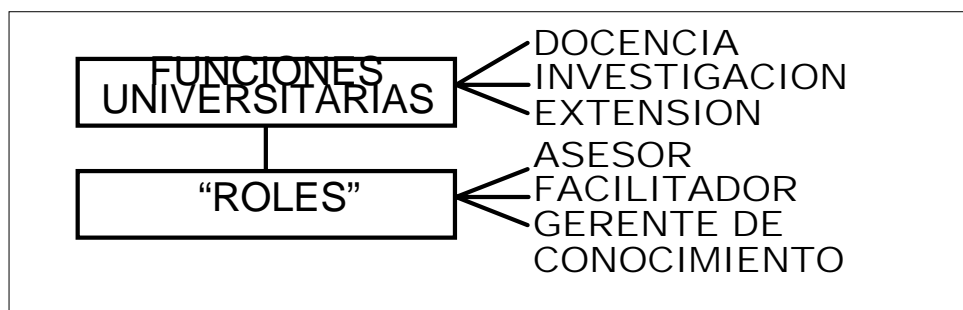 FUNCIONES
UNIVERSITARIAS
DOCENCIA
INVESTIGACION
EXTENSION
“ROLES”
ASESOR
FACILITADOR
GERENTE DE
CONOCIMIENTO